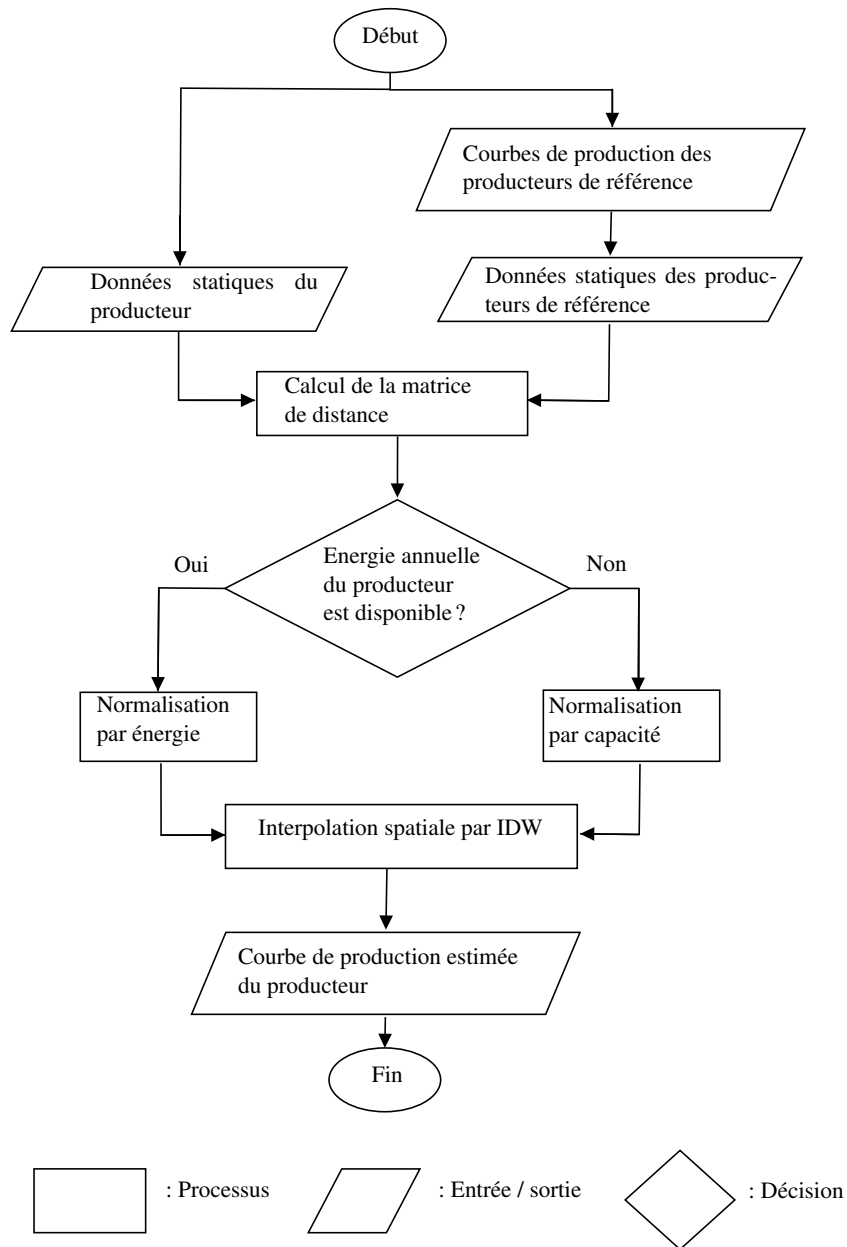 Début
Courbes de production des
producteurs de référence
Données statiques du
producteur
Données statiques des produc-
teurs de référence
Calcul de la matrice
de distance
Oui
Energie annuelle
du producteur
est disponible ?
Non
Normalisation
par énergie
Normalisation
par capacité
Interpolation spatiale par IDW
Courbe de production estimée
du producteur
Fin
: Processus
: Entrée / sortie
: Décision